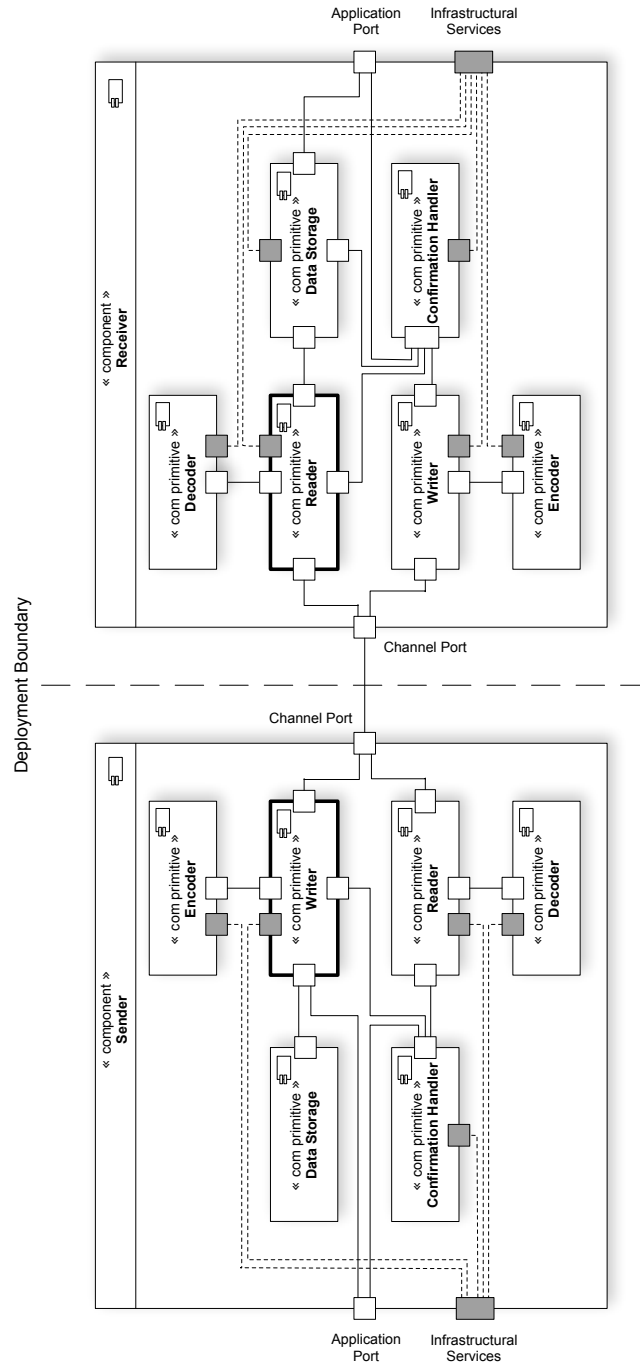 Application
Port
Infrastructural
Services
« component »
Receiver
« com primitive »
Data Storage
« com primitive »
Confirmation Handler
« com primitive »
Decoder
« com primitive »
Reader
« com primitive »
Writer
« com primitive »
Encoder
Channel Port
Deployment Boundary
Channel Port
« component »
Sender
« com primitive »
Encoder
« com primitive »
Writer
« com primitive »
Reader
« com primitive »
Decoder
« com primitive »
Data Storage
« com primitive »
Confirmation Handler
Application
Port
Infrastructural
Services